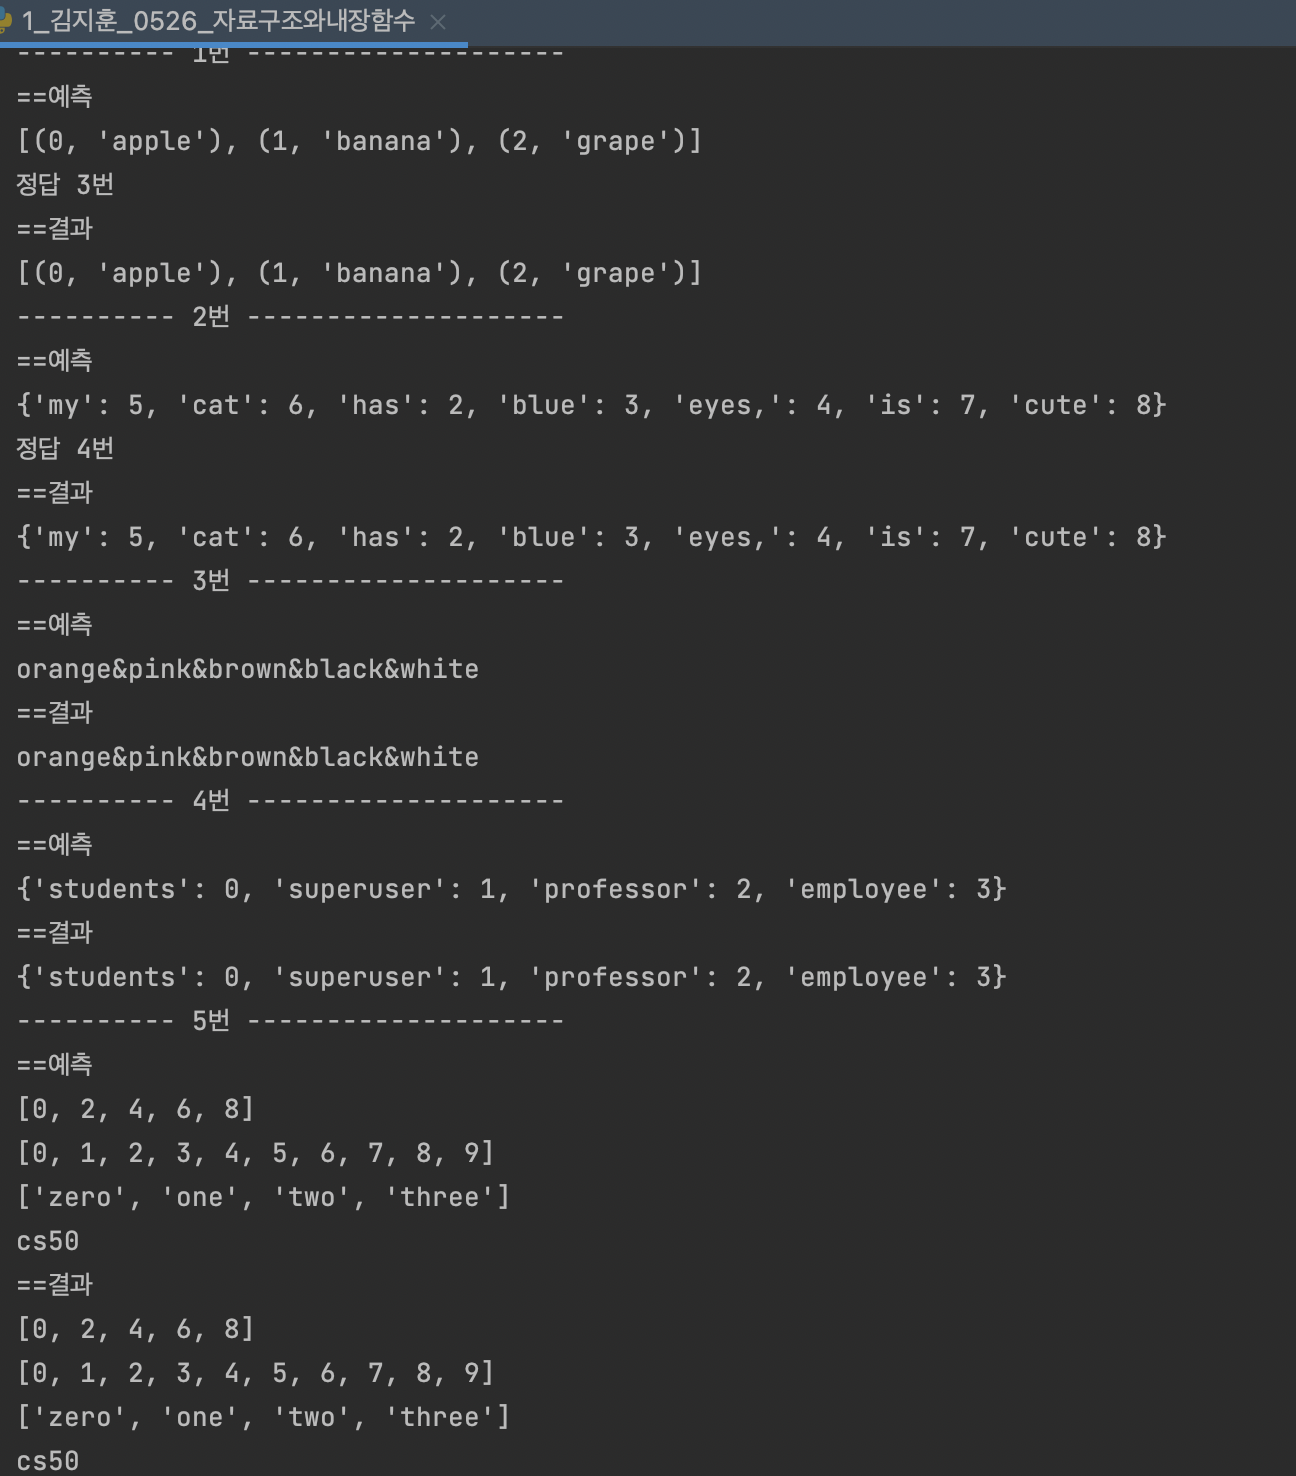 1_김지훈_0526_자료구조와내장함수
---------- 1번 --------------------
==예측
[(0, 'apple'), (1, 'banana'), (2, 'grape')]
정답 3번
==결과
[(0, 'apple'), (1, 'banana'), (2, 'grape')]
---------- 2번 --------------------
==예측
{'my': 5, 'cat': 6, 'has': 2, 'blue': 3, 'eyes,': 4, 'is': 7, 'cute': 8}
정답 4번
==결과
{'my': 5, 'cat': 6, 'has': 2, 'blue': 3, 'eyes,': 4, 'is': 7, 'cute': 8}
---------- 3번 --------------------
==예측
orange&pink&brown&black&white
==결과
orange&pink&brown&black&white
---------- 4번 --------------------
==예측
{'students': 0, 'superuser': 1, 'professor': 2, 'employee': 3}
==결과
{'students': 0, 'superuser': 1, 'professor': 2, 'employee': 3}
---------- 5번 --------------------
==예측
[0, 2, 4, 6, 8]
[0, 1, 2, 3, 4, 5, 6, 7, 8, 9]
['zero', 'one', 'two', 'three']
cs50
==결과
[0, 2, 4, 6, 8]
[0, 1, 2, 3, 4, 5, 6, 7, 8, 9]
['zero', 'one', 'two', 'three']
cs50